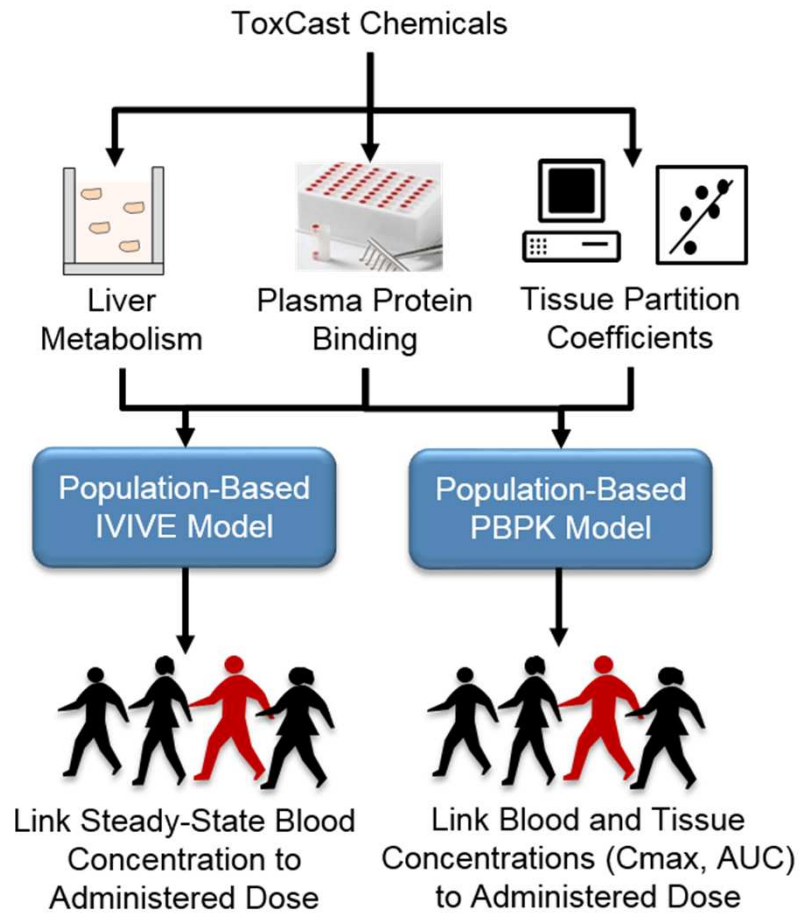 ToxCast Chemicals
Liver
Metabolism
Plasma Protein
Binding
Tissue Partition
Coefficients
Population-Based
IVIVE Model
Population-Based
PBPK Model
Link Steady-State Blood
Concentration to
Administered Dose
Link Blood and Tissue
Concentrations (Cmax, AUC)
to Administered Dose